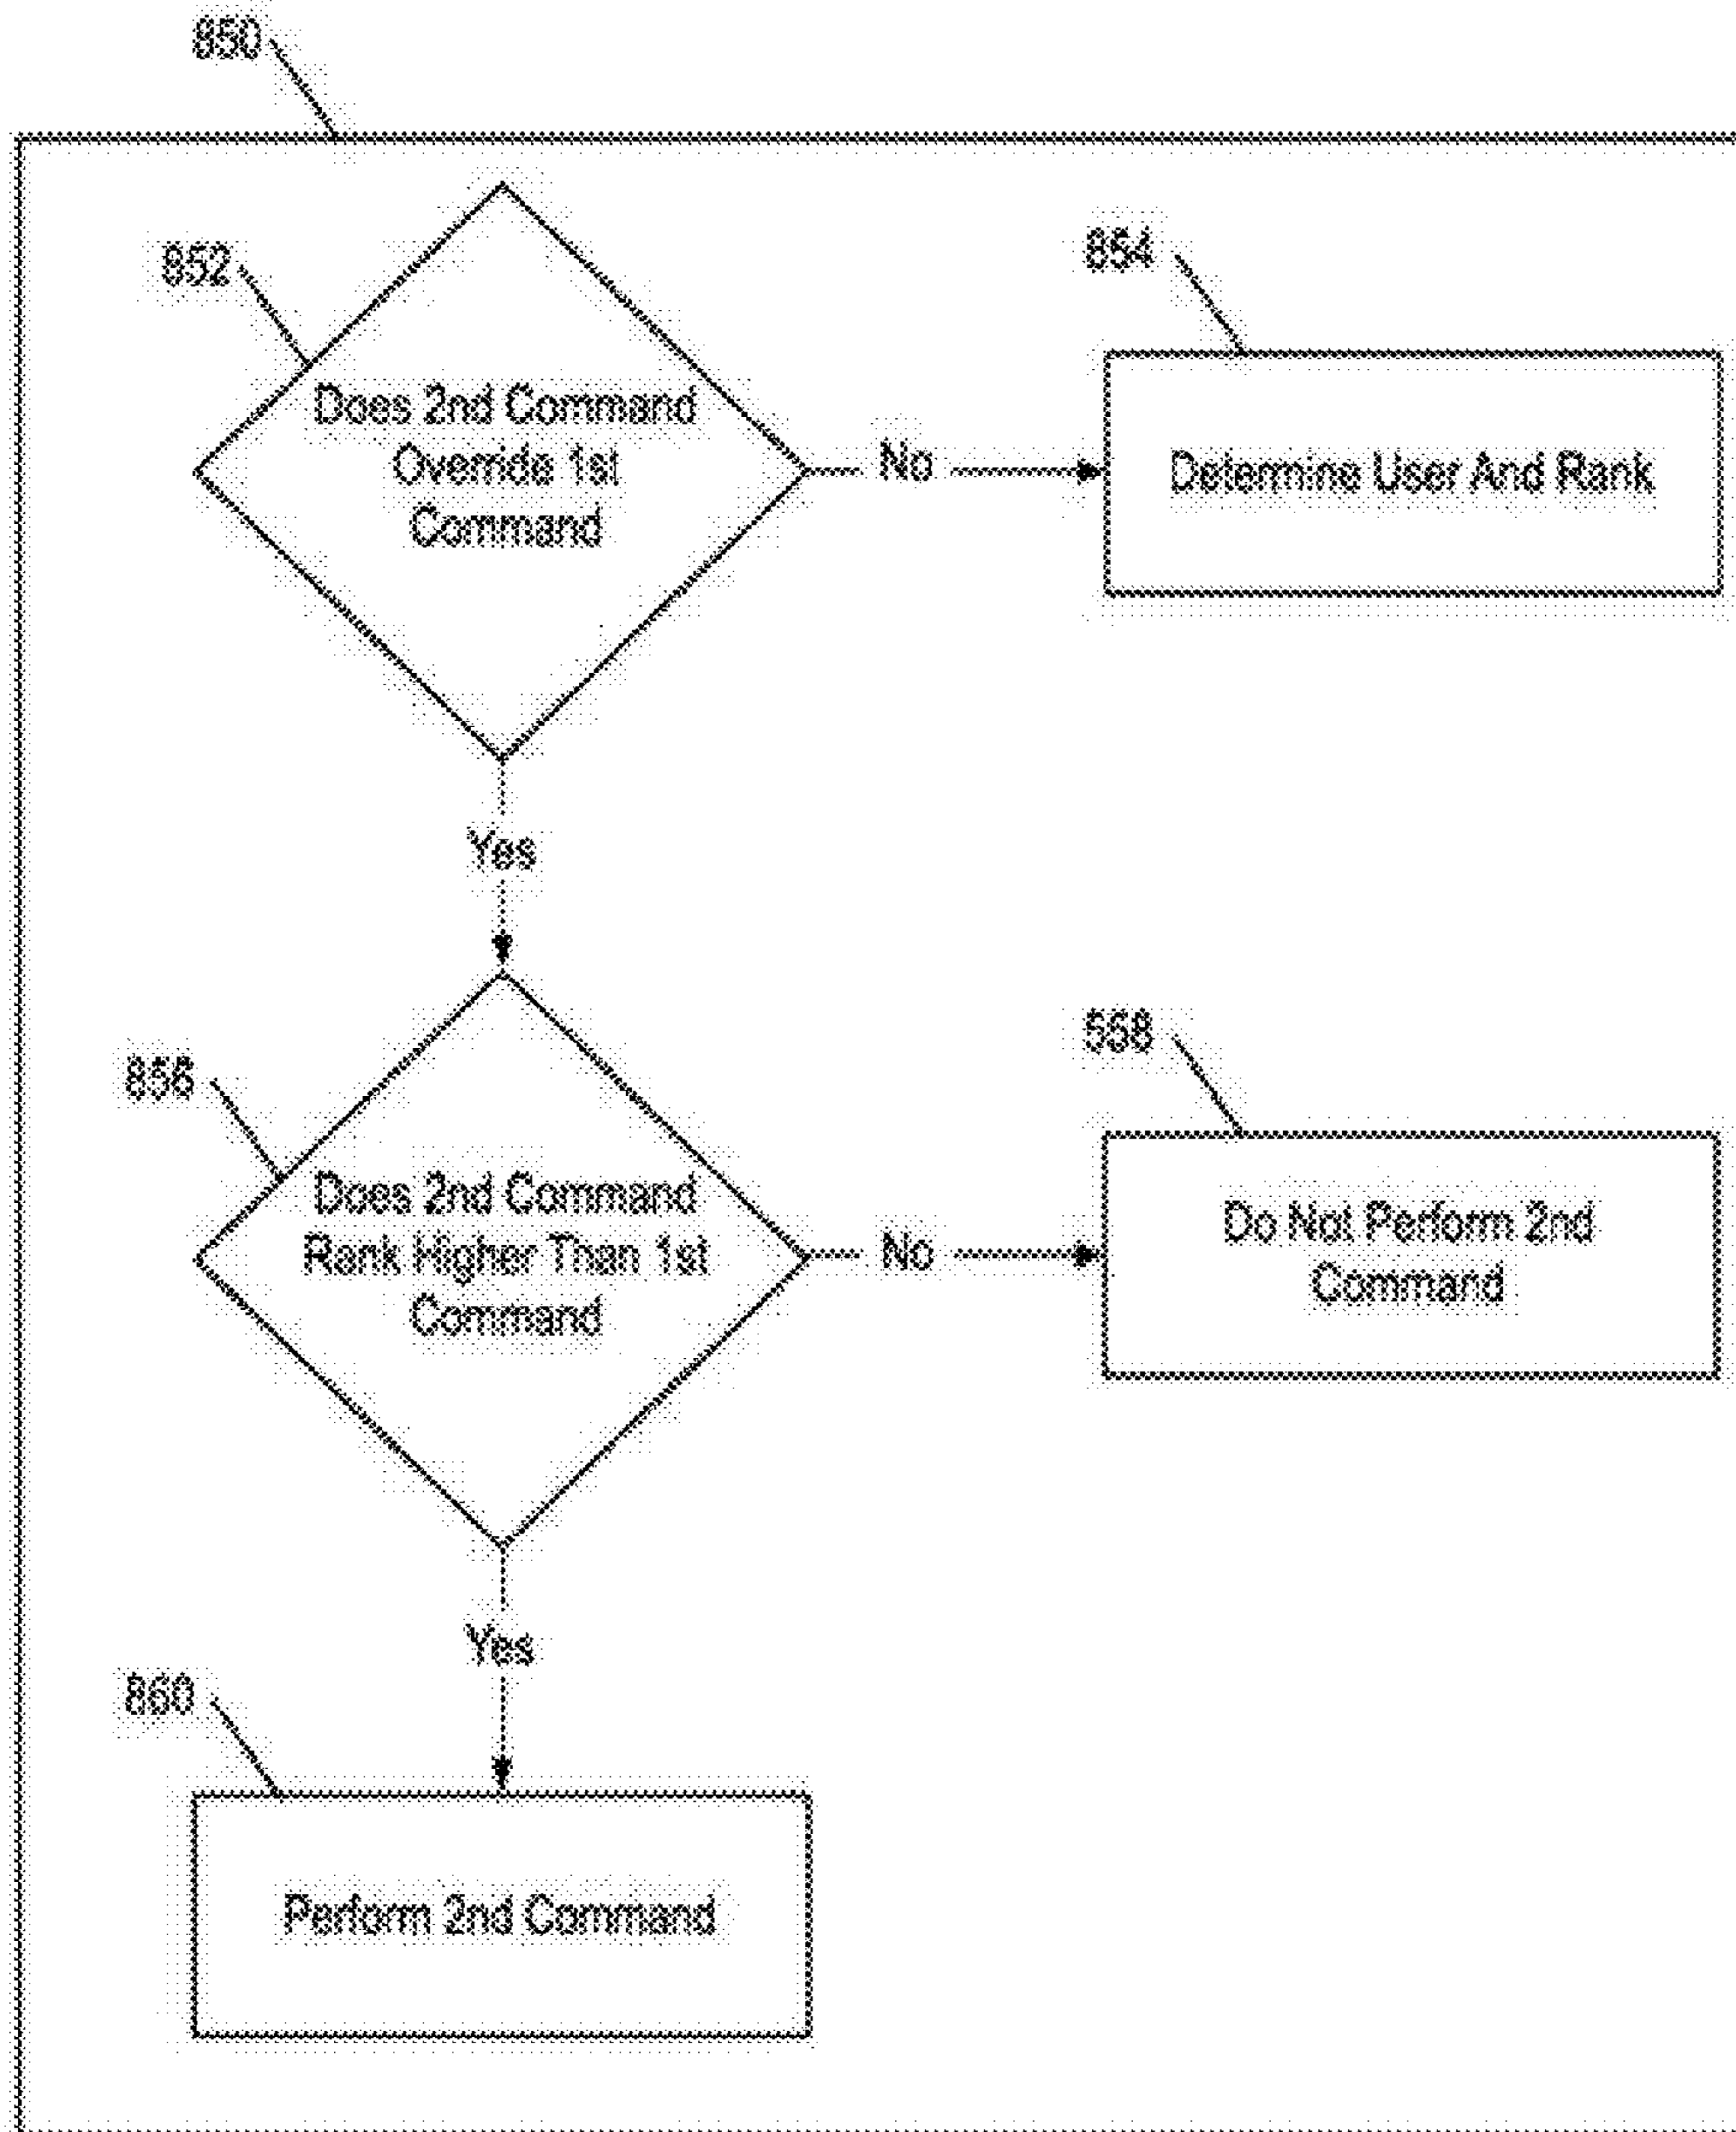 850
852
Does 2nd Command
Override 1st
Command
No
854
Determine User And Rank
Yes
856
Does 2nd Command
Rank Higher Than 1st
Command
No
558
Do Not Perform 2nd
Command
Yes
860
Perform 2nd Command